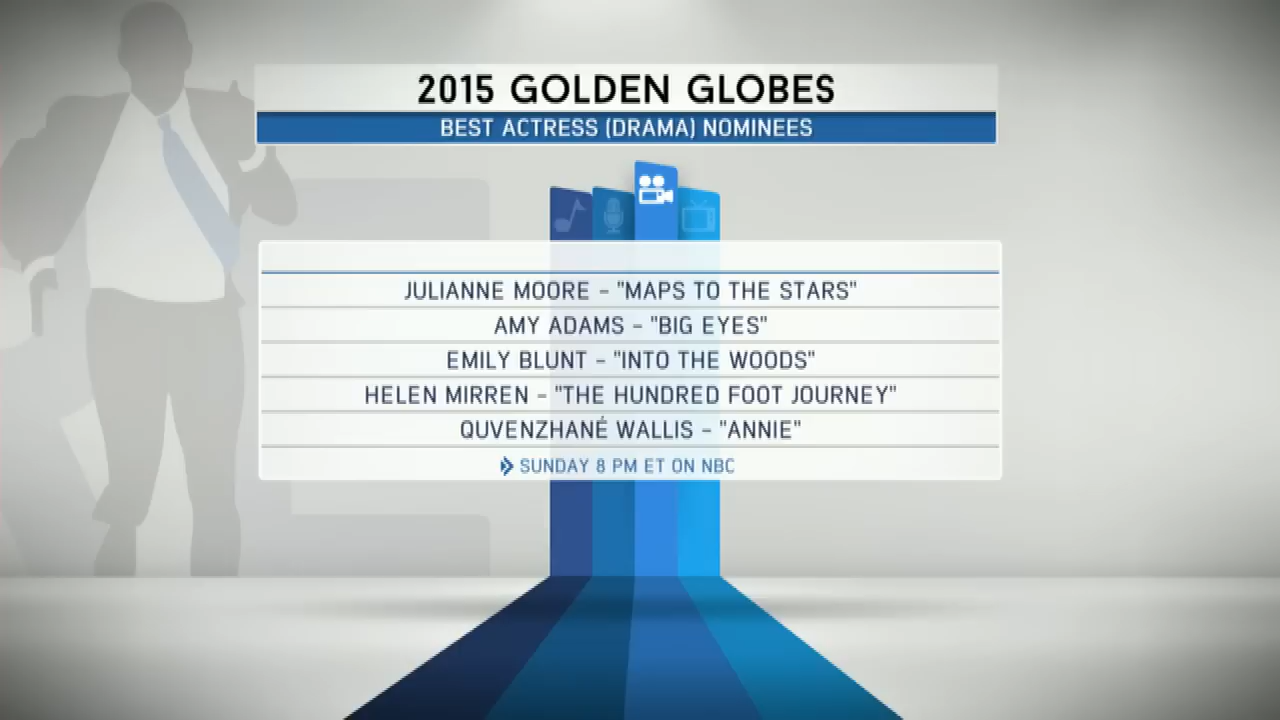 2015 GOLDEN GLOBES
BEST ACTRESS (DRAMA) NOMINEES
JULIANNE MOORE - "MAPS TO THE STARS"
AMY ADAMS - "BIG EYES"
EMILY BLUNT - "INTO THE WOODS"
HELEN MIRREN - "THE HUNDRED FOOT JOURNEY"
QUVENZHANÉ WALLIS - "ANNIE"
SUNDAY 8 PM ET ON NBC